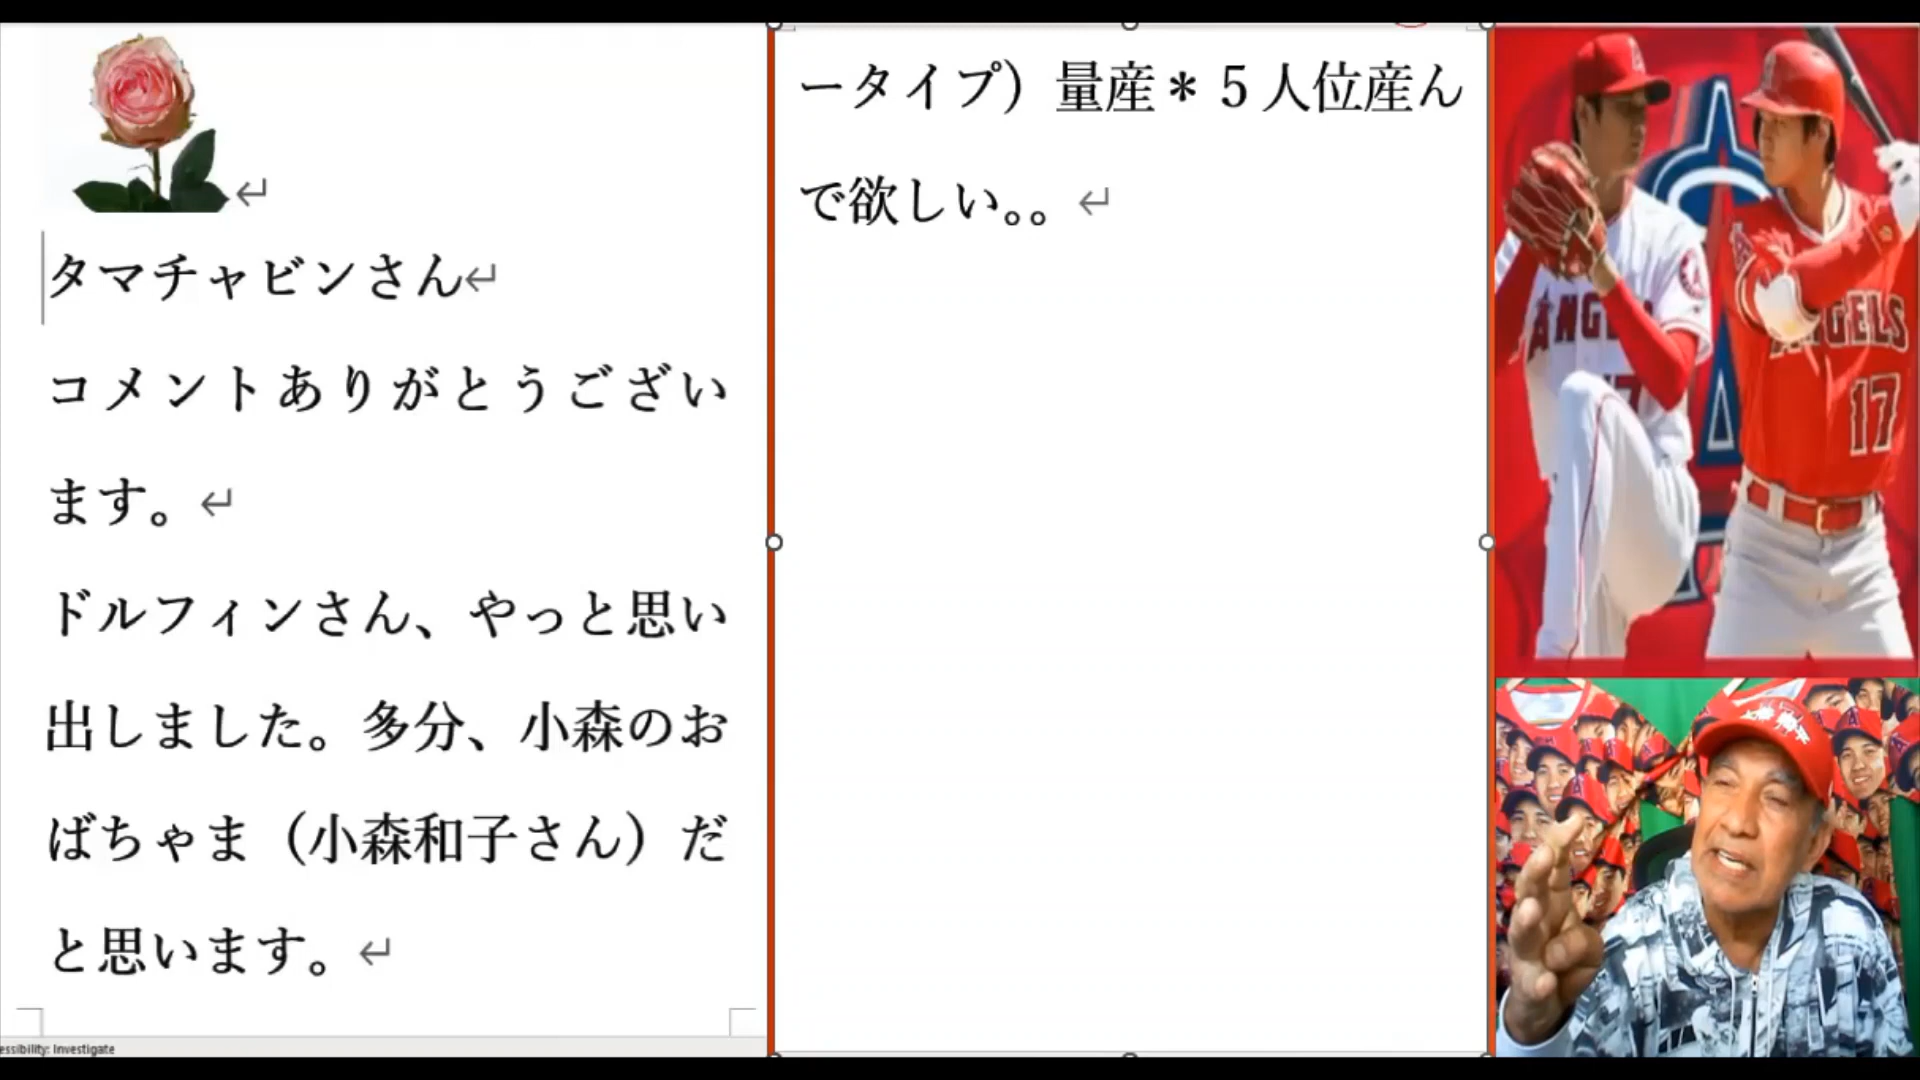 タマチャビンさん
コメントありがとうござい
ます。
ドルフィンさん、やっと思い
出しました。多分、小森のお
ばちゃま（小森和子さん）だ
と思います。
essibility: Investigate
ータイプ）量産＊５人位産ん
で欲しい。。
ANGELS
17